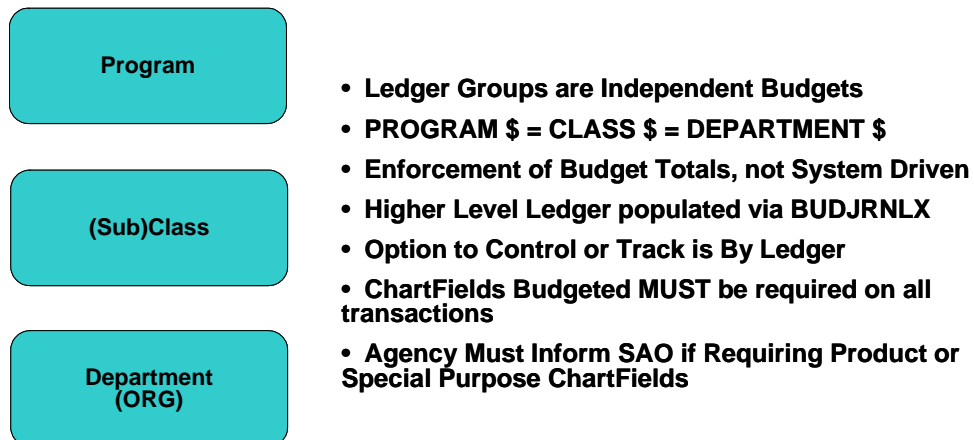 Program
(Sub)Class
Department
(ORG)
• Ledger Groups are Independent Budgets
• PROGRAM $ = CLASS $ = DEPARTMENT $
• Enforcement of Budget Totals, not System Driven
• Higher Level Ledger populated via BUDJRNLX
• Option to Control or Track is By Ledger
• ChartFields Budgeted MUST be required on all
transactions
• Agency Must Inform SAO if Requiring Product or
Special Purpose ChartFields